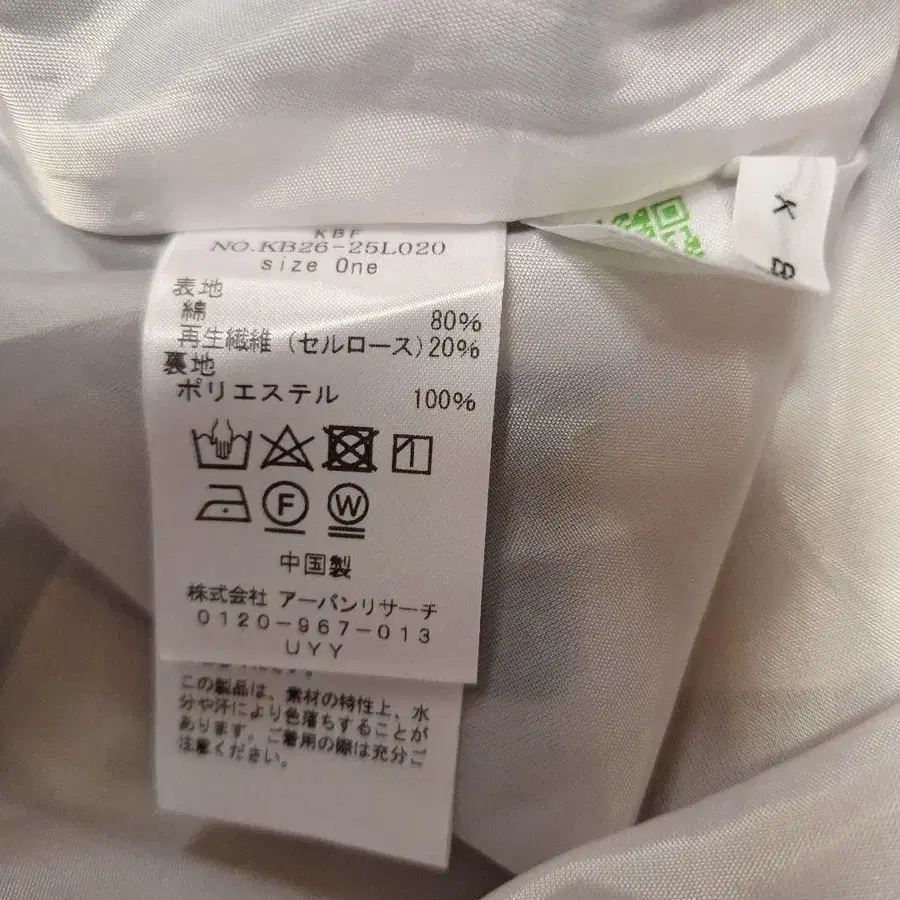 KBF
NO.KB26-25L020
size One
表地
綿 80%
再生繊維 (セルロース)20%
裏地
ポリエステル 100%
F
W
中国製
株式会社 アーバンリサーチ
0120-967-013
UYY
この製品は、素材の特性上、水
分や汗により色落ちすることが
あります。ご着用の際は充分ご
注意ください。
K
B